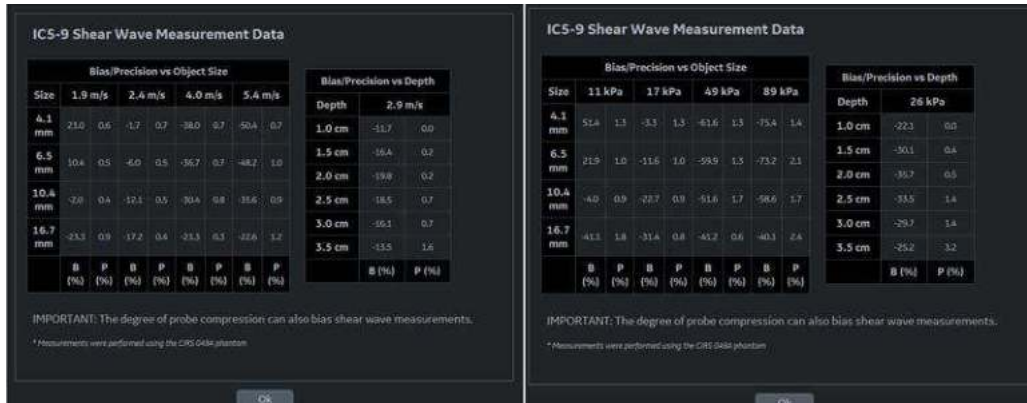 IC5-9 Shear Wave Measurement Data
Bias/Precision vs Object Size
Size 1.9 m/s 2.4 m/s 4.0 m/s 5.4 m/s
4.1 mm 23.0 0.6 -1.7 0.7 -38.0 0.7 -50.4 0.7
6.5 mm 10.4 0.5 -6.0 0.5 -36.7 0.7 -48.2 1.0
10.4 mm -2.0 0.4 -12.1 0.5 -30.4 0.8 -35.6 0.9
16.7 mm -23.3 0.9 -17.2 0.4 -23.3 0.3 -22.6 1.2
B (%) P (%) B (%) P (%) B (%) P (%) B (%) P (%)
Bias/Precision vs Depth
Depth 2.9 m/s
1.0 cm -11.7 0.0
1.5 cm -16.4 0.2
2.0 cm -19.8 0.2
2.5 cm -18.5 0.7
3.0 cm -16.1 0.7
3.5 cm -13.5 1.6
B (%) P (%)
IMPORTANT: The degree of probe compression can also bias shear wave measurements.
* Measurements were performed using the CIRS 049A phantom
Ok
IC5-9 Shear Wave Measurement Data
Bias/Precision vs Object Size
Size 11 kPa 17 kPa 49 kPa 89 kPa
4.1 mm 51.4 1.3 -3.3 1.3 -61.6 1.3 -75.4 1.4
6.5 mm 21.9 1.0 -11.6 1.0 -59.9 1.3 -73.2 2.1
10.4 mm -4.0 0.9 -22.7 0.9 -51.6 1.7 -58.6 1.7
16.7 mm -41.1 1.8 -31.4 0.8 -41.2 0.6 -40.1 2.4
B (%) P (%) B (%) P (%) B (%) P (%) B (%) P (%)
Bias/Precision vs Depth
Depth 26 kPa
1.0 cm -22.1 0.0
1.5 cm -30.1 0.4
2.0 cm -35.7 0.5
2.5 cm -33.5 1.4
3.0 cm -29.7 1.4
3.5 cm -25.2 3.2
B (%) P (%)
IMPORTANT: The degree of probe compression can also bias shear wave measurements.
* Measurements were performed using the CIRS 049A phantom
Ok